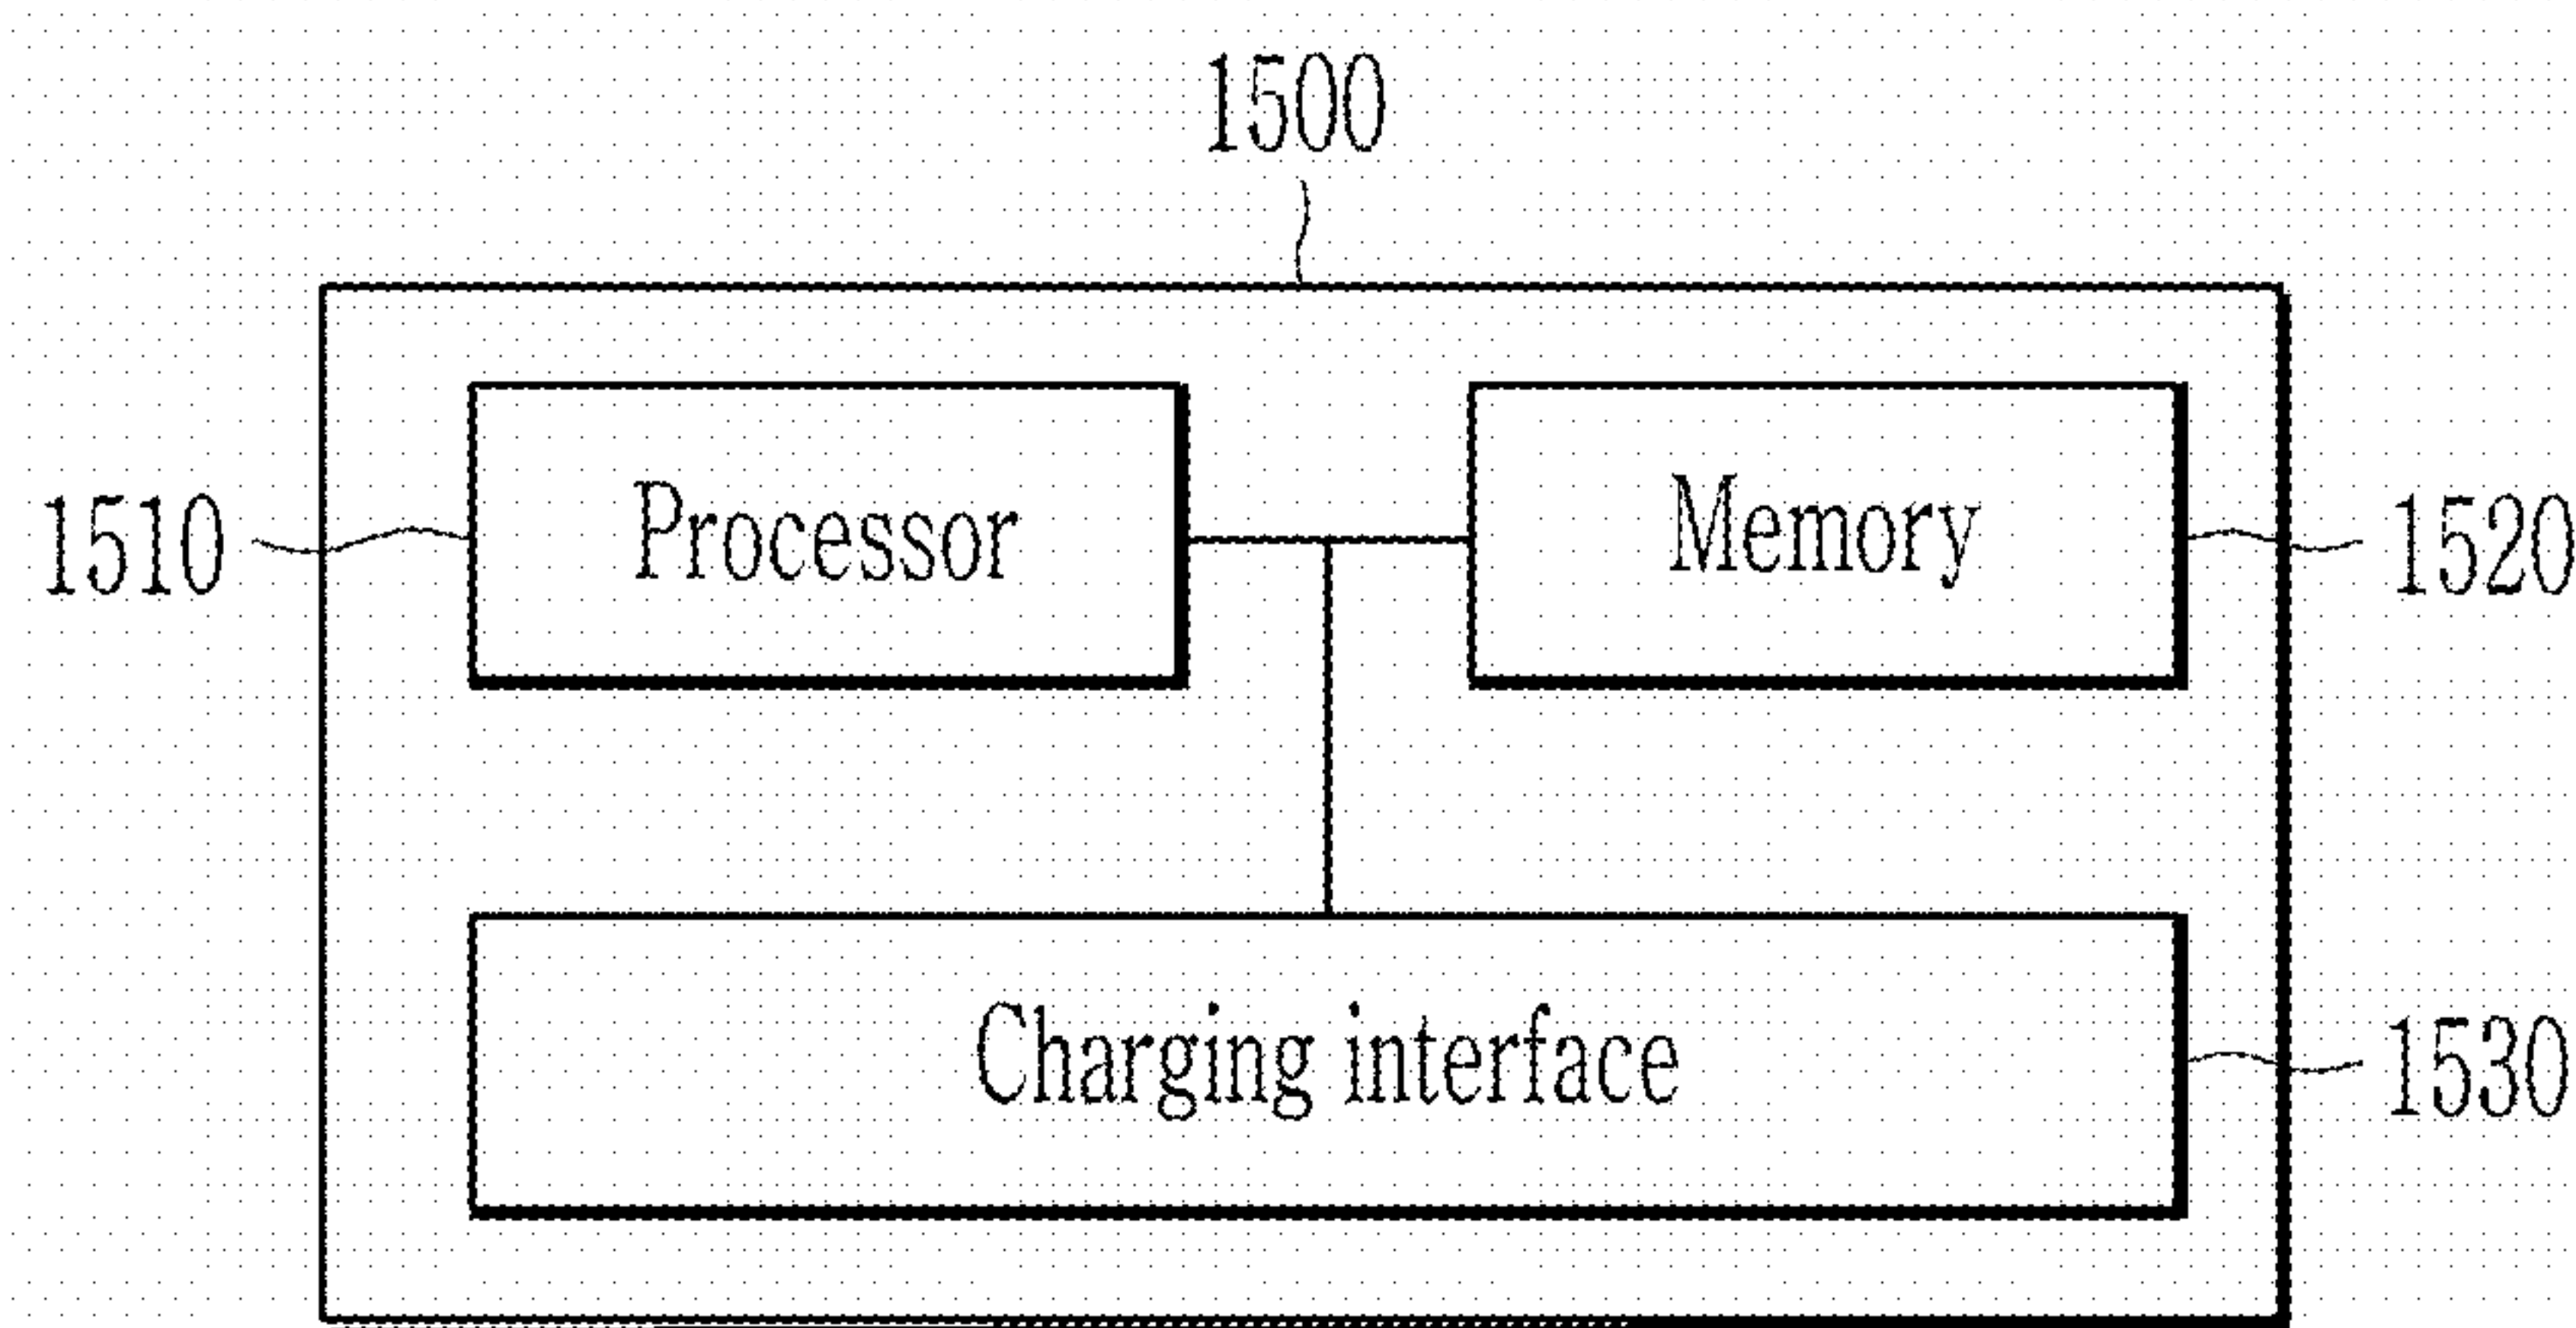 1500
1510
Processor
Memory
1520
Charging interface
1530